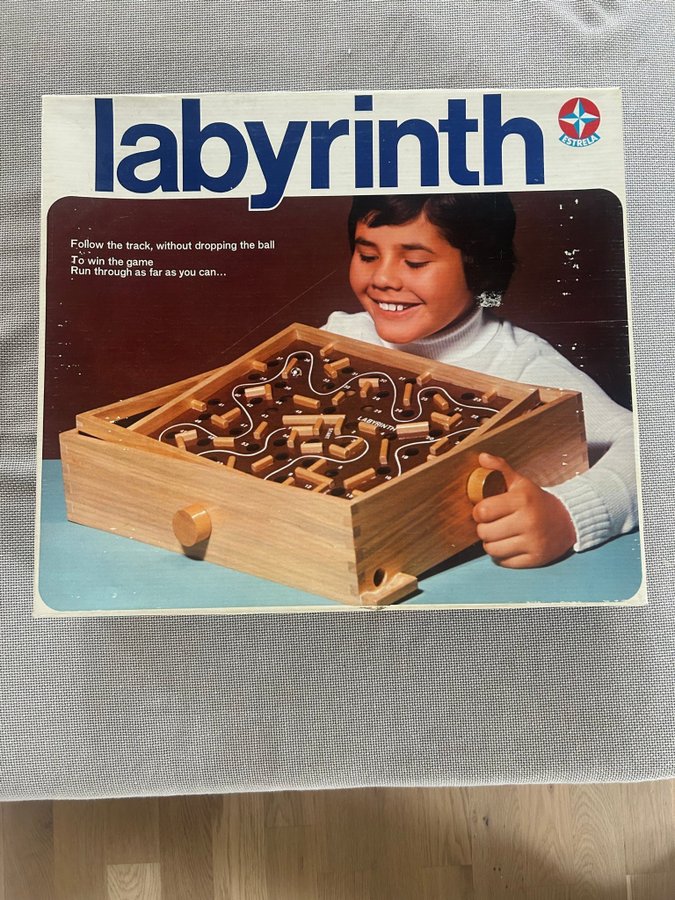 labyrinth
ESTRELA
Follow the track, without dropping the ball
To win the game
Run through as far as you can...
LABYRINTH